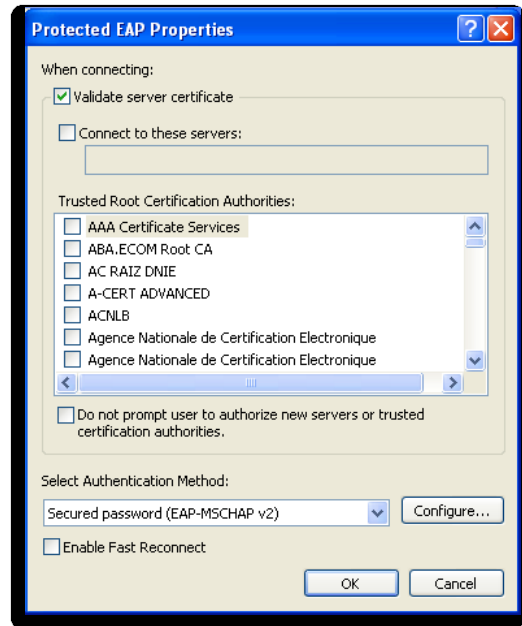 Protected EAP Properties
When connecting:
Validate server certificate
Connect to these servers:
Trusted Root Certification Authorities:
AAA Certificate Services
ABA.ECOM Root CA
AC RAIZ DNIE
A-CERT ADVANCED
ACNLB
Agence Nationale de Certification Electronique
Agence Nationale de Certification Electronique
Do not prompt user to authorize new servers or trusted
certification authorities.
Select Authentication Method:
Secured password (EAP-MSCHAP v2)
Configure...
Enable Fast Reconnect
OK
Cancel